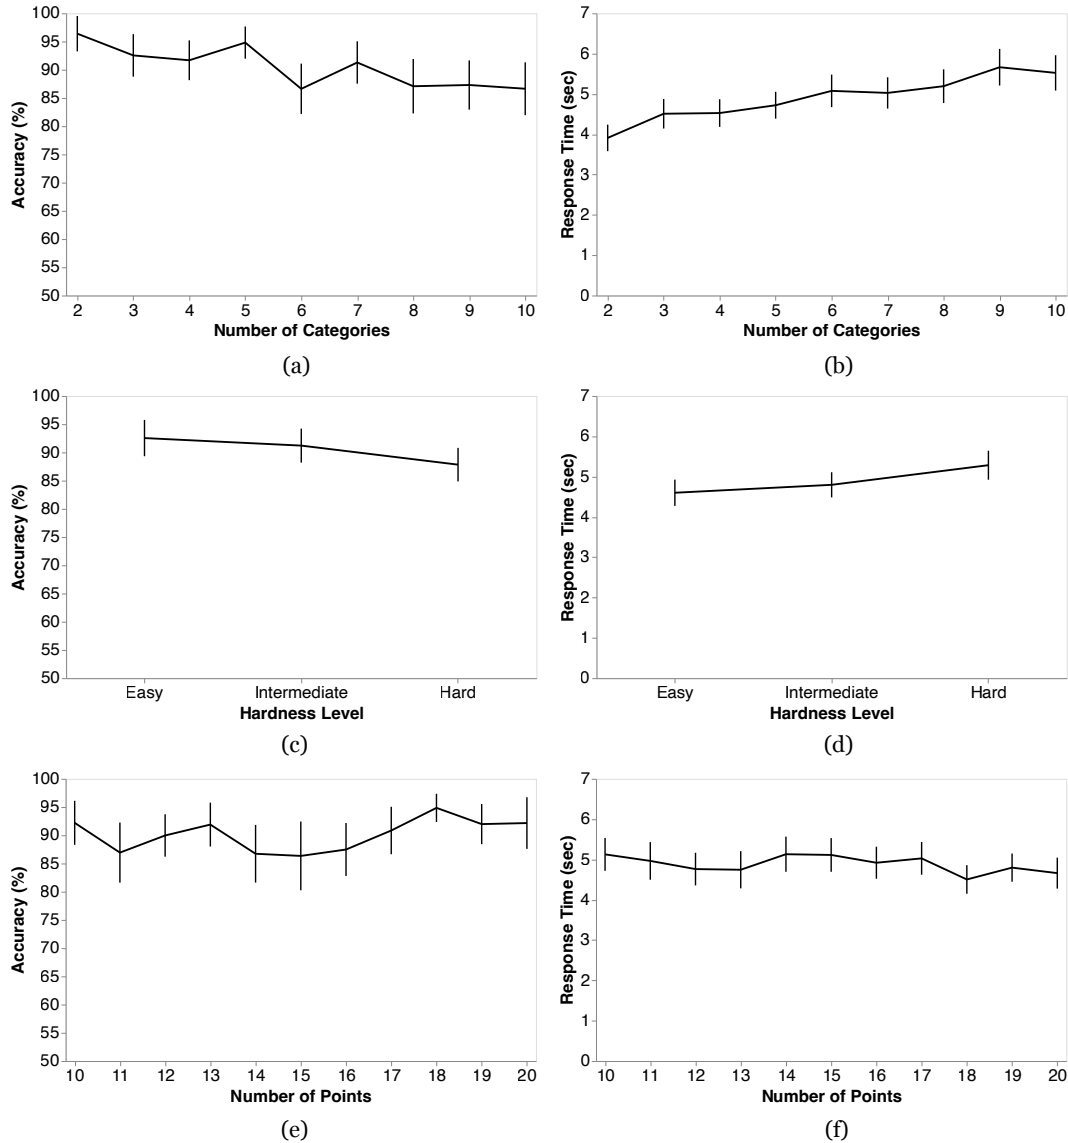 100
95
90
85
80
75
70
65
60
55
50
Accuracy (%)
2 3 4 5 6 7 8 9 10
Number of Categories
(a)
7
6
5
4
3
2
1
0
Response Time (sec)
2 3 4 5 6 7 8 9 10
Number of Categories
(b)
100
95
90
85
80
75
70
65
60
55
50
Accuracy (%)
Easy Intermediate Hard
Hardness Level
(c)
7
6
5
4
3
2
1
0
Response Time (sec)
Easy Intermediate Hard
Hardness Level
(d)
100
95
90
85
80
75
70
65
60
55
50
Accuracy (%)
10 11 12 13 14 15 16 17 18 19 20
Number of Points
(e)
7
6
5
4
3
2
1
0
Response Time (sec)
10 11 12 13 14 15 16 17 18 19 20
Number of Points
(f)